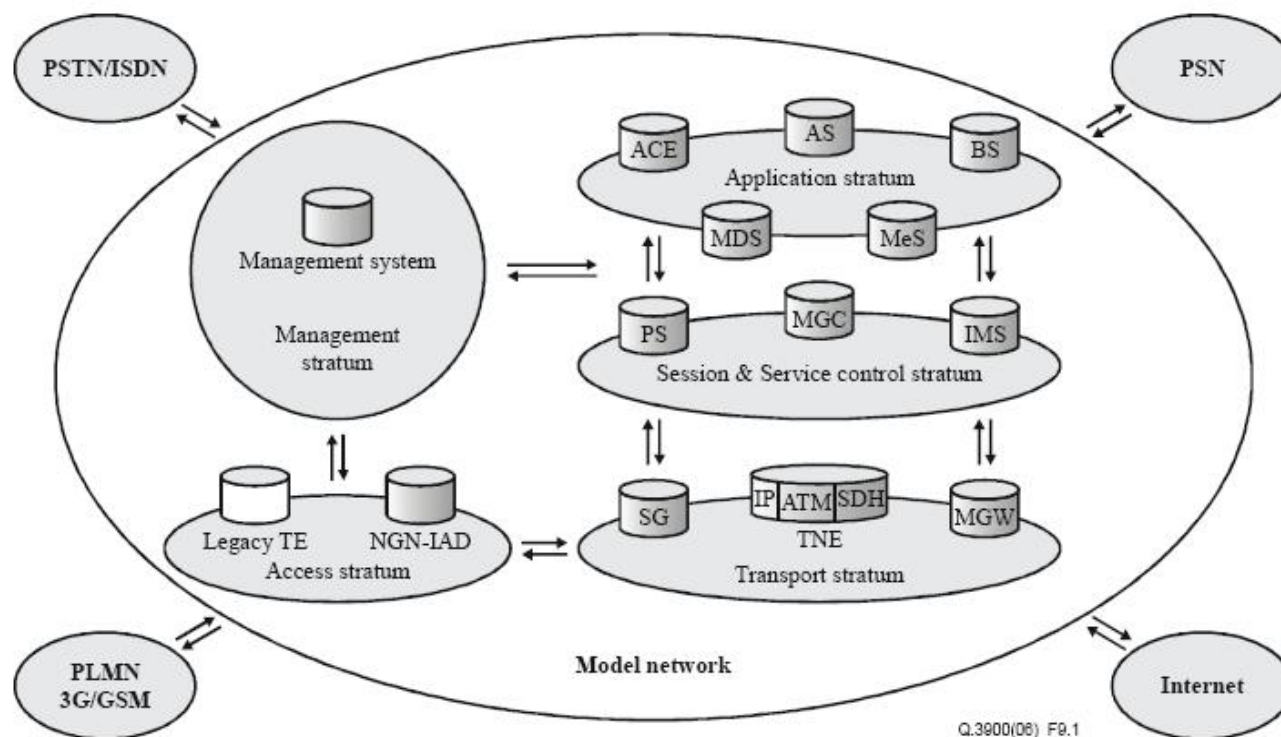 PSTN/ISDN
PSN
ACE
AS
BS
Application stratum
MDS
MeS
Management system
Management
stratum
PS
MGC
IMS
Session & Service control stratum
Legacy TE
NGN-IAD
Access stratum
SG
IP
ATM
SDH
TNE
MGW
Transport stratum
PLMN
3G/GSM
Model network
Internet
Q.3900(06)_F9.1